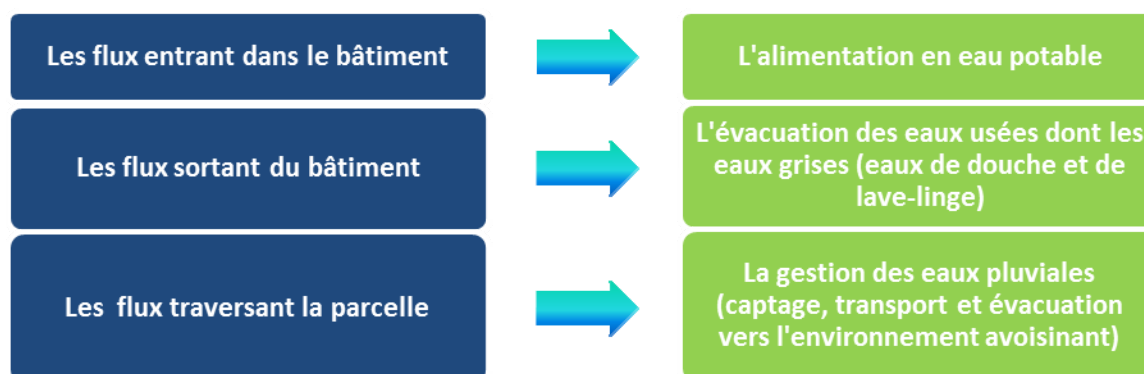 Les flux entrant dans le bâtiment
L'alimentation en eau potable
Les flux sortant du bâtiment
L'évacuation des eaux usées dont les
eaux grises (eaux de douche et de
lave-linge)
Les flux traversant la parcelle
La gestion des eaux pluviales
(captage, transport et évacuation
vers l'environnement avoisinant)